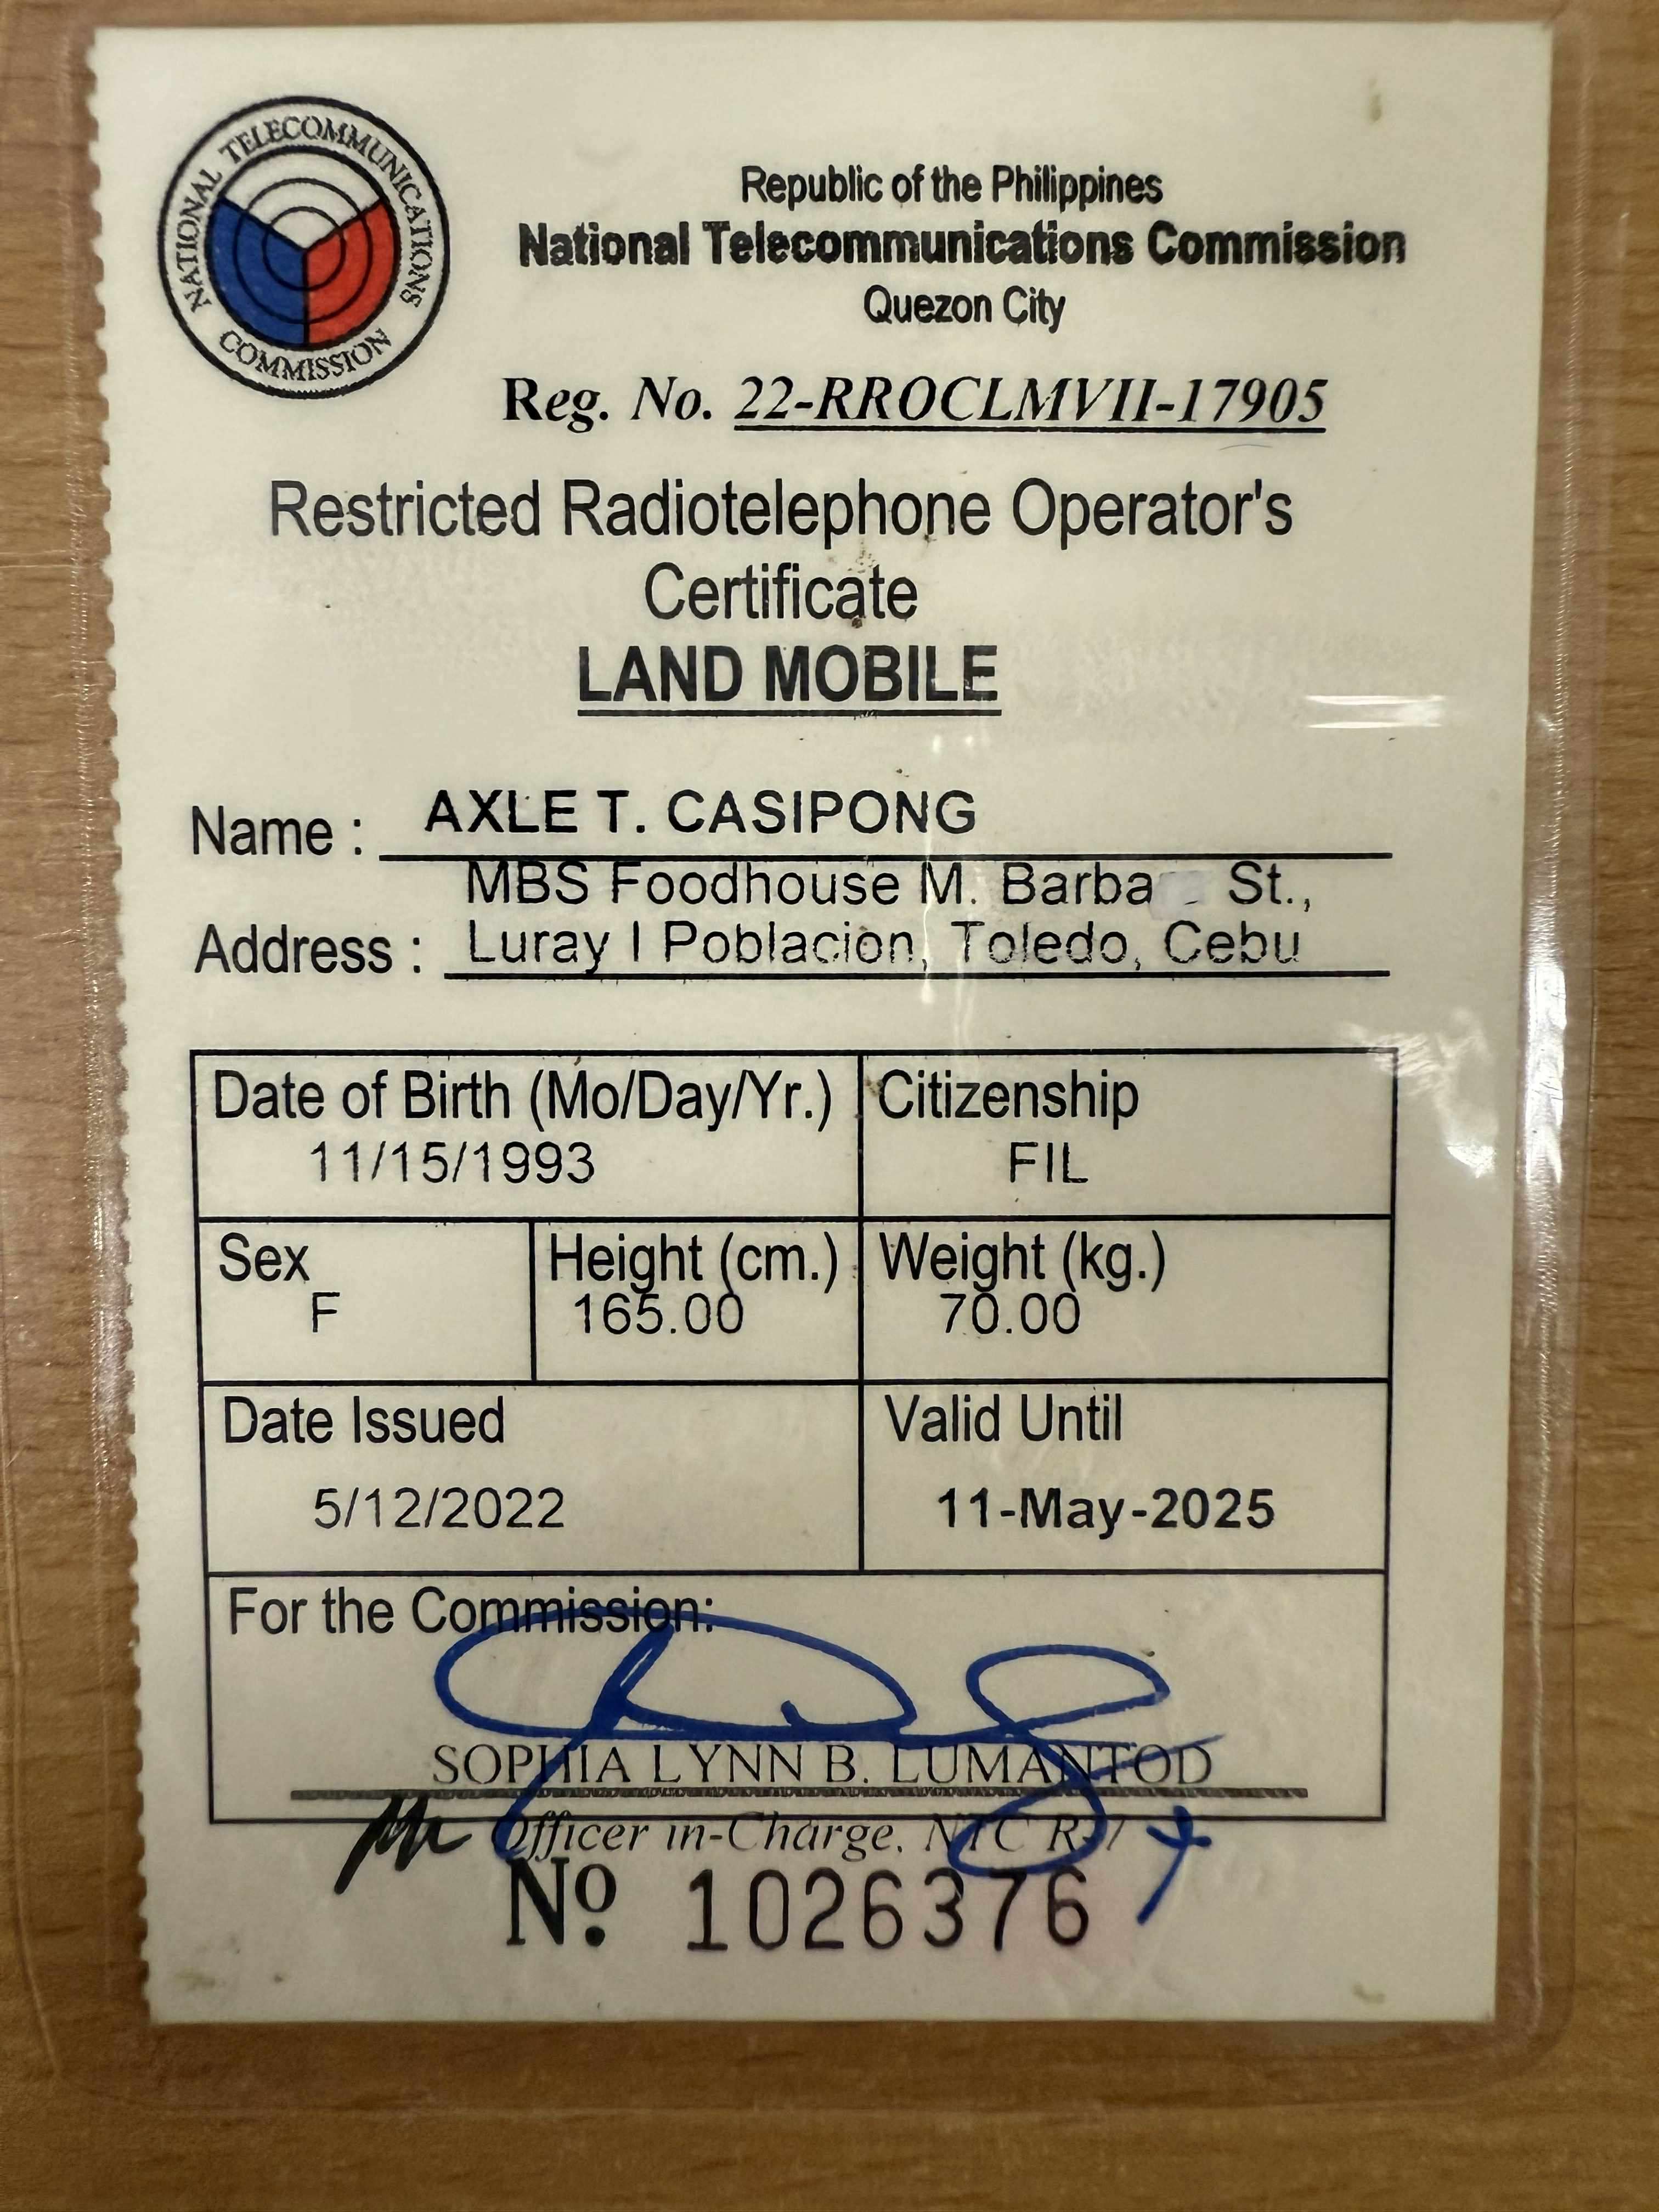 NATIONAL TELECOMMUNICATIONS
COMMISSION
Republic of the Philippines
National Telecommunications Commission
Quezon City
Reg. No. 22-RROCLMVII-17905
Restricted Radiotelephone Operator's
Certificate
LAND MOBILE
Name : AXLE T. CASIPONG
MBS Foodhouse M. St.,
Address : Luray I Poblacion, Toledo, Cebu
Date of Birth (Mo/Day/Yr.) Citizenship
11/15/1993 FIL
Sex Height (cm.) Weight (kg.)
F 165.00 70.00
Date Issued Valid Until
5/12/2022 11-May-2025
For the Commission:
SOPHIA LYNN B. LUMANTOD
Officer in-Charge, NTC
Nº 1026376